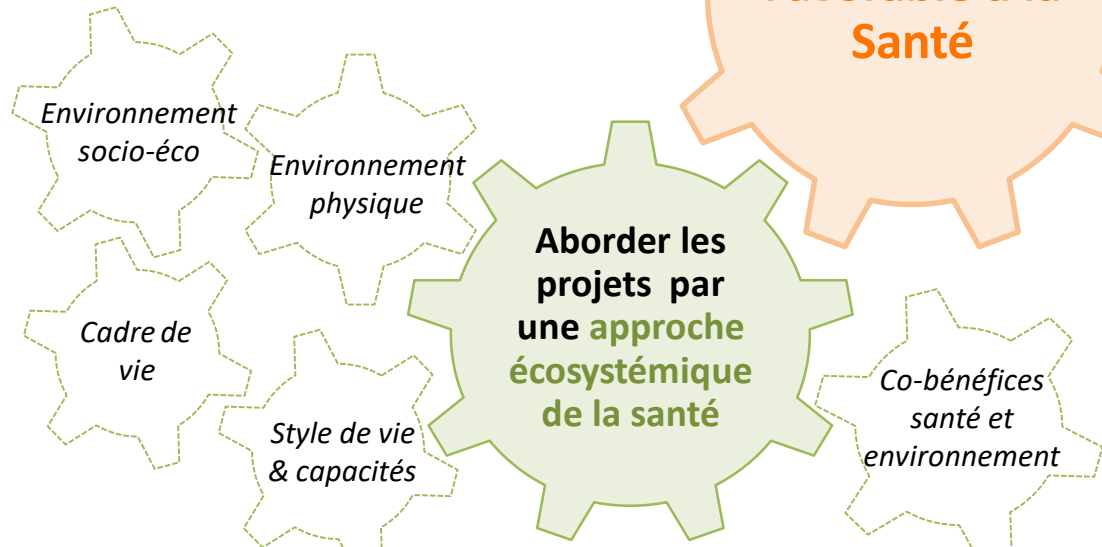 Santé
Environnement
socio-éco
Environnement
physique
Aborder les
projets par
une approche
écosystémique
de la santé
Cadre de
vie
Style de vie
& capacités
Co-bénéfices
santé et
environnement